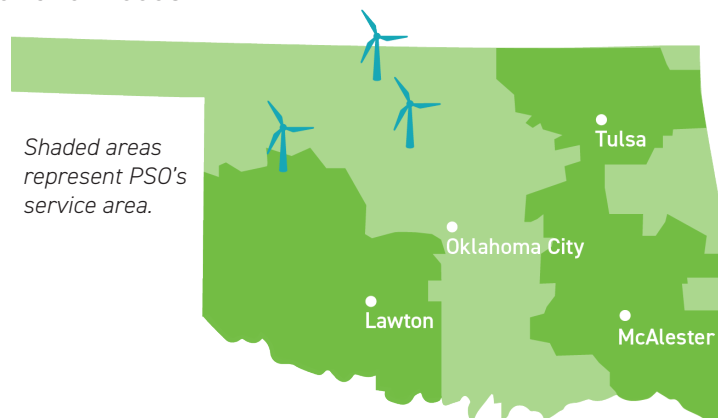 Shaded areas
represent PSO's
service area.
Tulsa
Oklahoma City
Lawton
McAlester